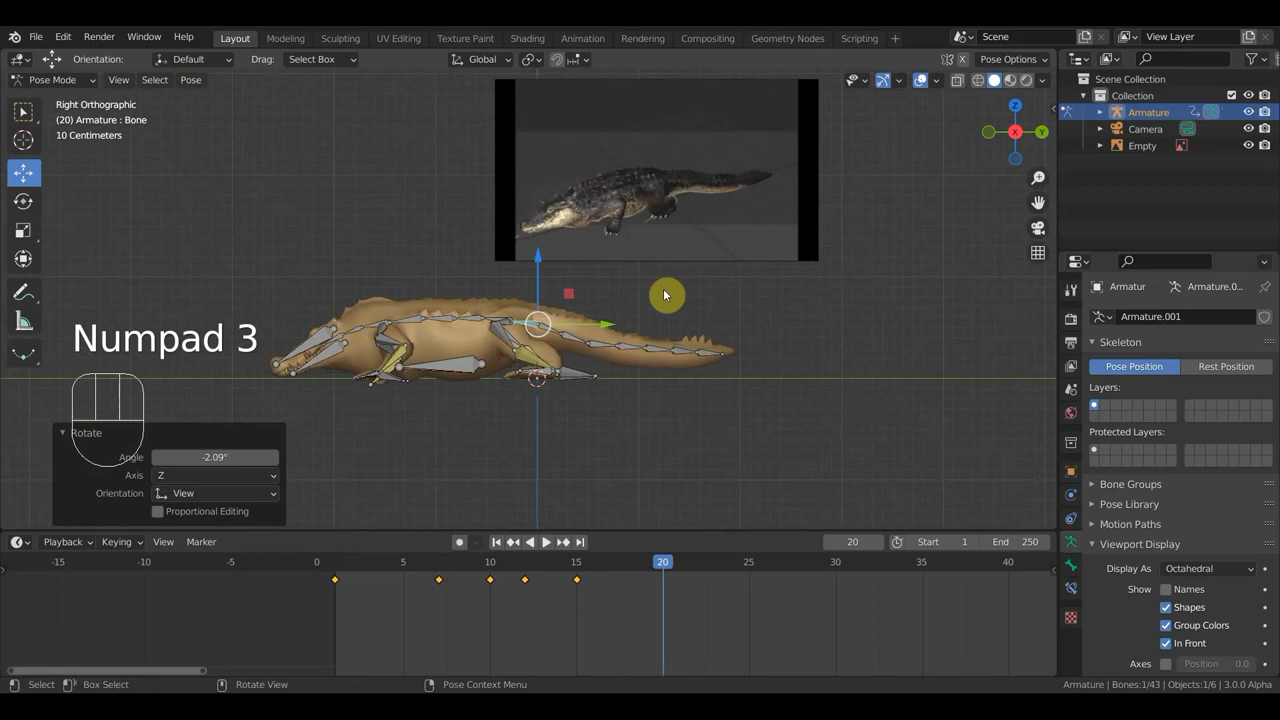 File Edit Render Window Help Layout Modeling Sculpting UV Editing Texture Paint Shading Animation Rendering Compositing Geometry Nodes Scripting + Scene View Layer
Orientation: Default Drag: Select Box Global Pose Options
Pose Mode View Select Pose
Right Orthographic
(20) Armature : Bone
10 Centimeters
Z
Y
X
Scene Collection
Collection
Armature
Camera
Empty
Numpad 3
Rotate
Angle -2.09°
Axis Z
Orientation View
Proportional Editing
Armatur Armature.0...
Armature.001
Skeleton
Pose Position Rest Position
Layers:
Protected Layers:
Bone Groups
Pose Library
Motion Paths
Viewport Display
Display As Octahedral
Show Names
Shapes
Group Colors
In Front
Axes Position 0.0
Playback Keying View Marker 20 Start 1 End 250
-15 -10 -5 0 5 10 15 20 25 30 35 40
Select Box Select Rotate View Pose Context Menu Armature | Bones:1/43 | Objects:1/6 | 3.0.0 Alpha